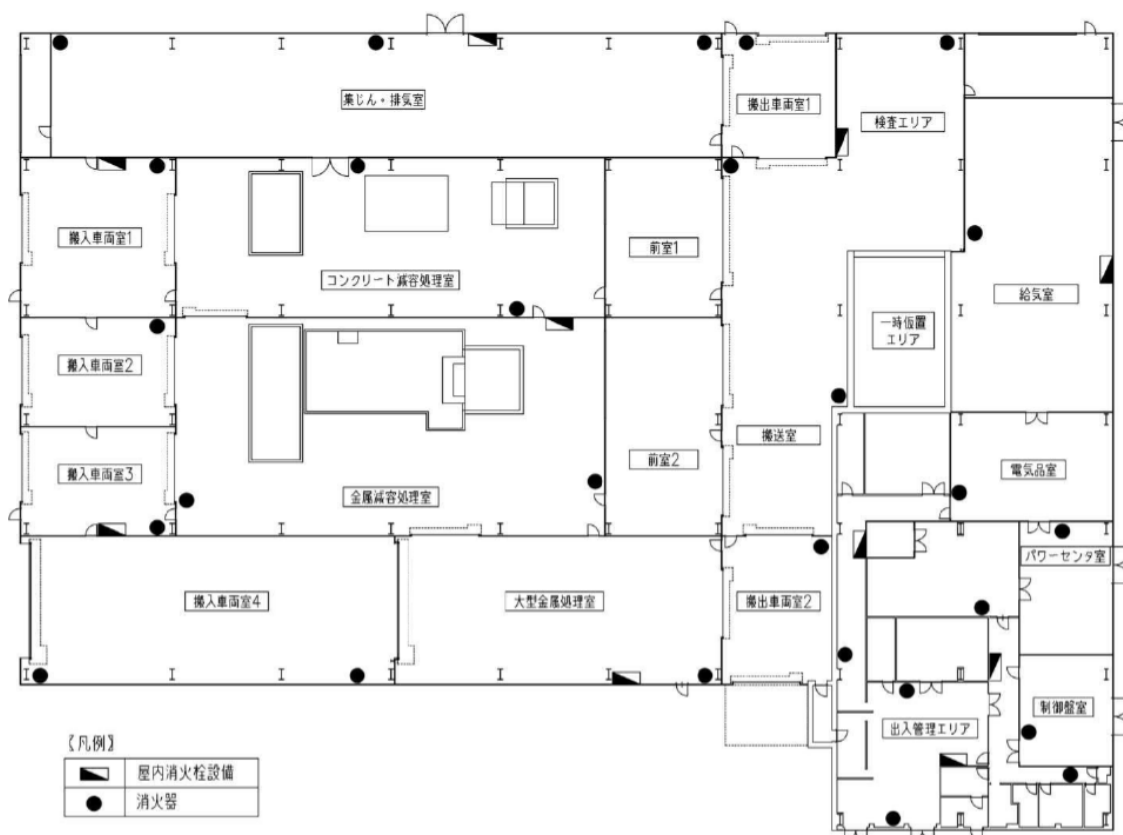 集じん・排気室
搬出車両室1
検査エリア
搬入車両室1
コンクリート減容処理室
前室1
給気室
一時仮置
エリア
搬入車両室2
搬入車両室3
金属減容処理室
前室2
搬送室
電気品室
パワーセンタ室
搬入車両室4
大型金属処理室
搬出車両室2
制御盤室
出入管理エリア
【凡例】
屋内消火栓設備
消火器